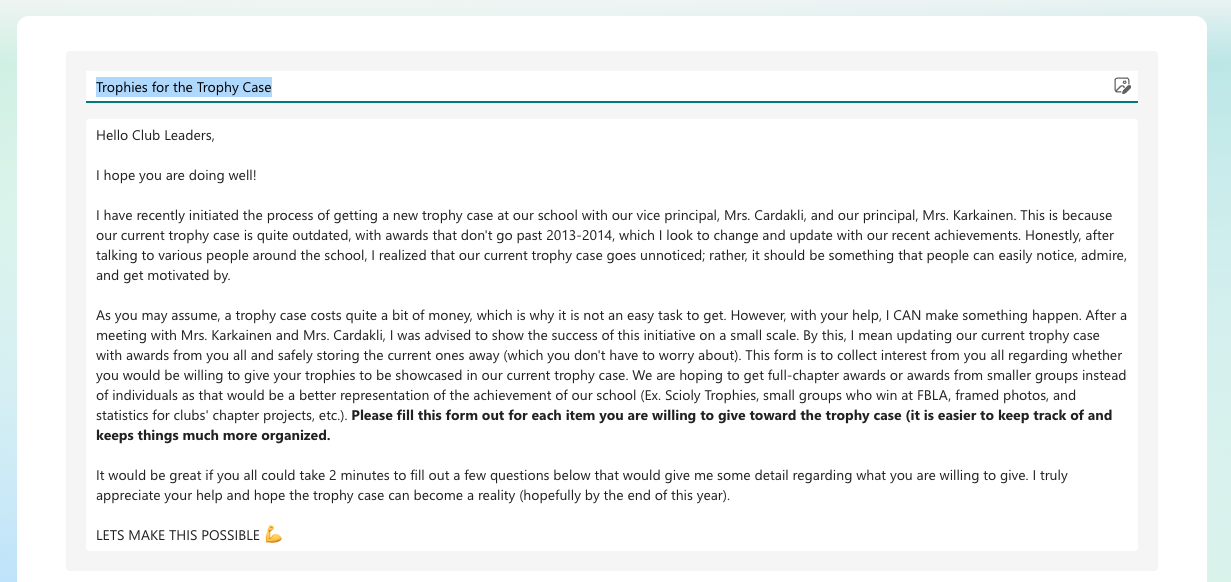 Trophies for the Trophy Case
Hello Club Leaders,
I hope you are doing well!
I have recently initiated the process of getting a new trophy case at our school with our vice principal, Mrs. Cardakli, and our principal, Mrs. Karkainen. This is because
our current trophy case is quite outdated, with awards that don't go past 2013-2014, which I look to change and update with our recent achievements. Honestly, after
talking to various people around the school, I realized that our current trophy case goes unnoticed; rather, it should be something that people can easily notice, admire,
and get motivated by.
As you may assume, a trophy case costs quite a bit of money, which is why it is not an easy task to get. However, with your help, I CAN make something happen. After a
meeting with Mrs. Karkainen and Mrs. Cardakli, I was advised to show the success of this initiative on a small scale. By this, I mean updating our current trophy case
with awards from you all and safely storing the current ones away (which you don't have to worry about). This form is to collect interest from you all regarding whether
you would be willing to give your trophies to be showcased in our current trophy case. We are hoping to get full-chapter awards or awards from smaller groups instead
of individuals as that would be a better representation of the achievement of our school (Ex. Scioly Trophies, small groups who win at FBLA, framed photos, and
statistics for clubs' chapter projects, etc.). Please fill this form out for each item you are willing to give toward the trophy case (it is easier to keep track of and
keeps things much more organized.
It would be great if you all could take 2 minutes to fill out a few questions below that would give me some detail regarding what you are willing to give. I truly
appreciate your help and hope the trophy case can become a reality (hopefully by the end of this year).
LETS MAKE THIS POSSIBLE 💪